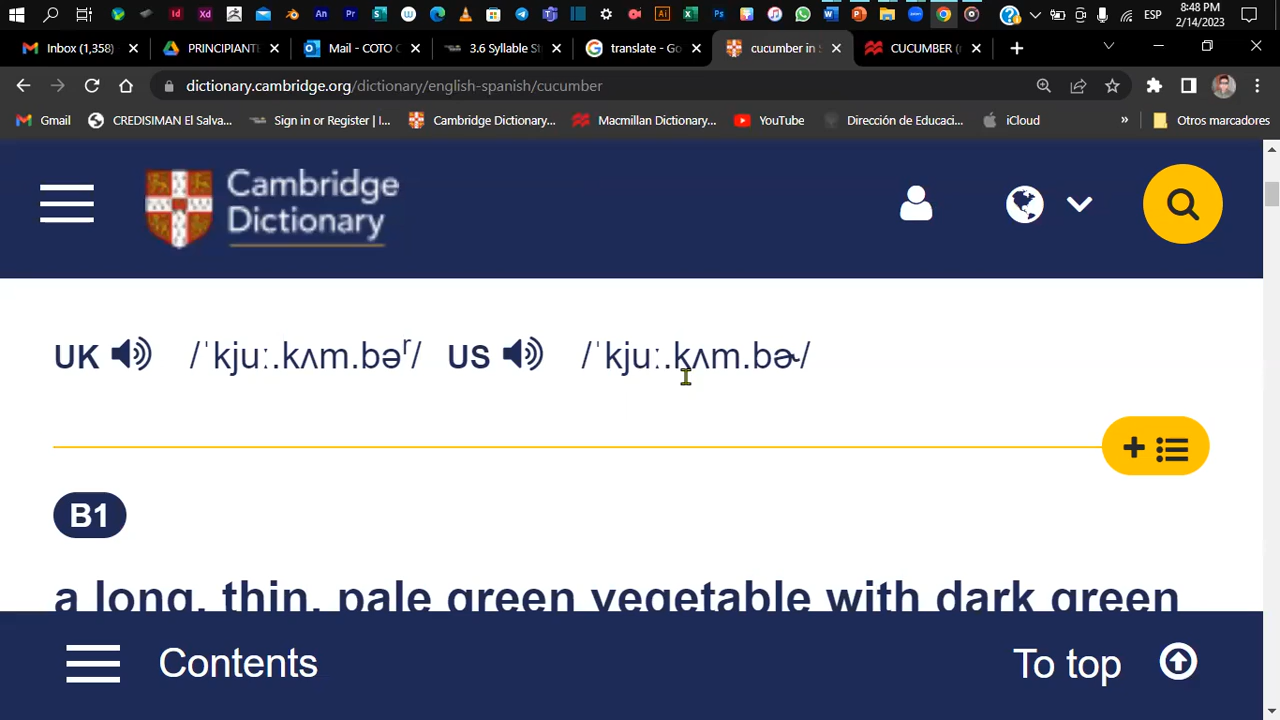 ESP
8:48 PM
2/14/2023
Inbox (1,358)
PRINCIPIANTE
Mail - COTO C
3.6 Syllable St
translate - Go
cucumber in S
CUCUMBER (
dictionary.cambridge.org/dictionary/english-spanish/cucumber
Gmail
CREDISIMAN El Salva...
Sign in or Register | I...
Cambridge Dictionary...
Macmillan Dictionary...
YouTube
Dirección de Educaci...
iCloud
»
Otros marcadores
Cambridge
Dictionary
UK /ˈkjuː.kʌm.bəʳ/ US /ˈkjuː.kʌm.bɚ/
B1
a long, thin, pale green vegetable with dark green
Contents
To top